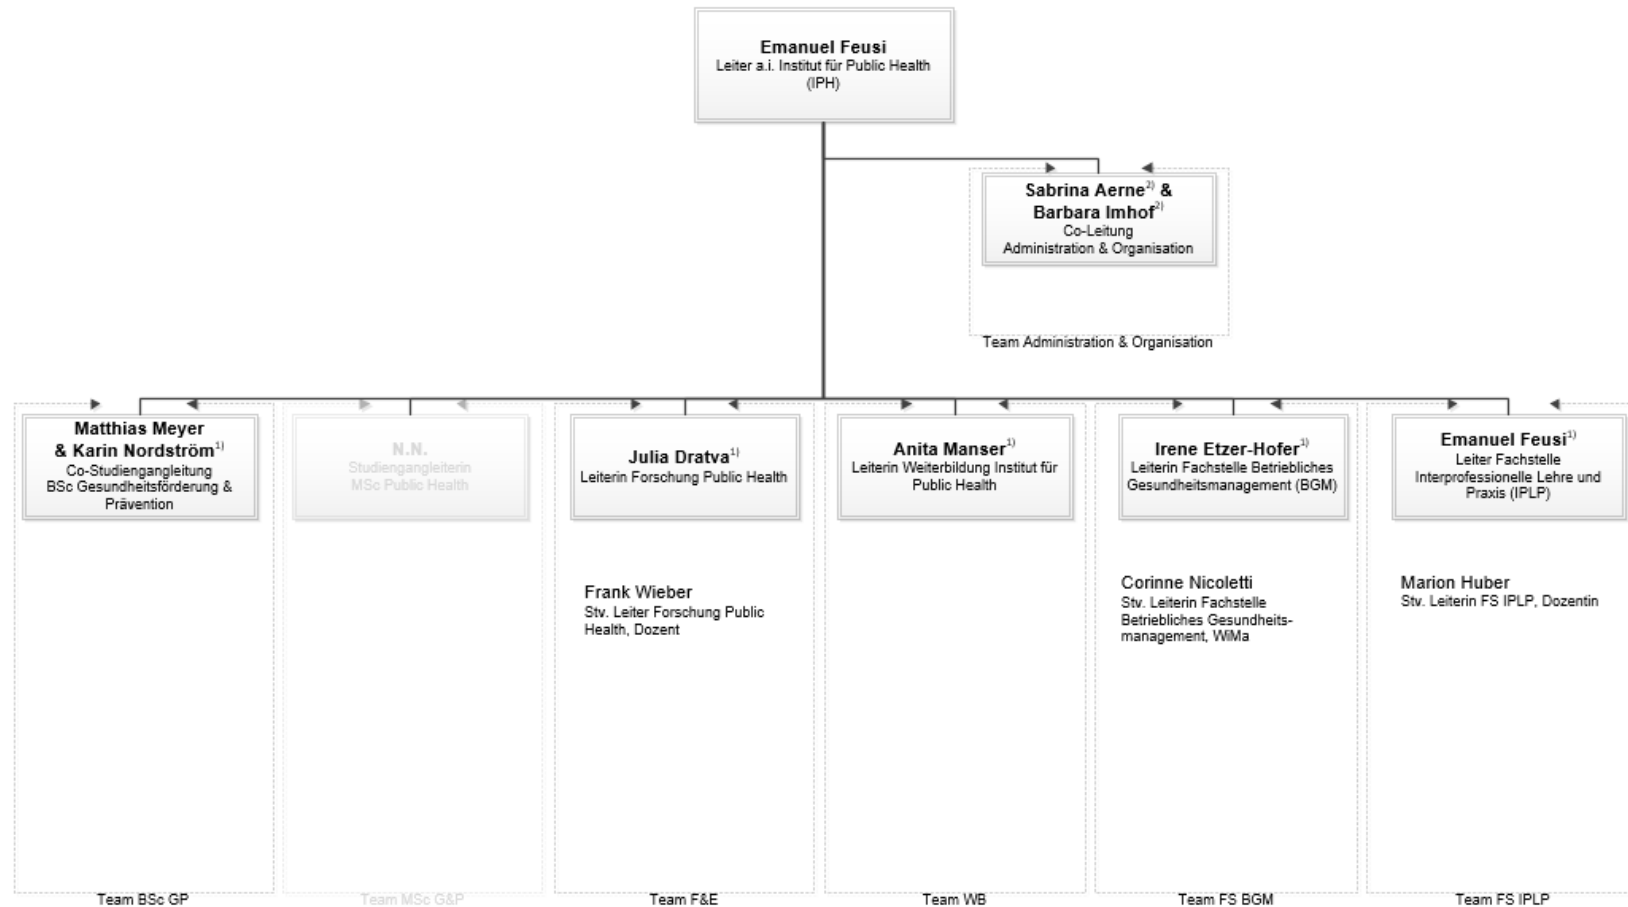 Emanuel Feusi
Leiter a.i. Institut für Public Health
(IPH)
Sabrina Aerne2) &
Barbara Imhof2)
Co-Leitung
Administration & Organisation
Team Administration & Organisation
Matthias Meyer
& Karin Nordström1)
Co-Studiengangleitung
BSc Gesundheitsförderung &
Prävention
N.N.
Studiengangleiterin
MSc Public Health
Julia Dratva1)
Leiterin Forschung Public Health
Anita Manser1)
Leiterin Weiterbildung Institut für
Public Health
Irene Etzer-Hofer1)
Leiterin Fachstelle Betriebliches
Gesundheitsmanagement (BGM)
Emanuel Feusi1)
Leiter Fachstelle
Interprofessionelle Lehre und
Praxis (IPLP)
Frank Wieber
Stv. Leiter Forschung Public
Health, Dozent
Corinne Nicoletti
Stv. Leiterin Fachstelle
Betriebliches Gesundheits-
management, WiMa
Marion Huber
Stv. Leiterin FS IPLP, Dozentin
Team BSc GP
Team MSc G&P
Team F&E
Team WB
Team FS BGM
Team FS IPLP